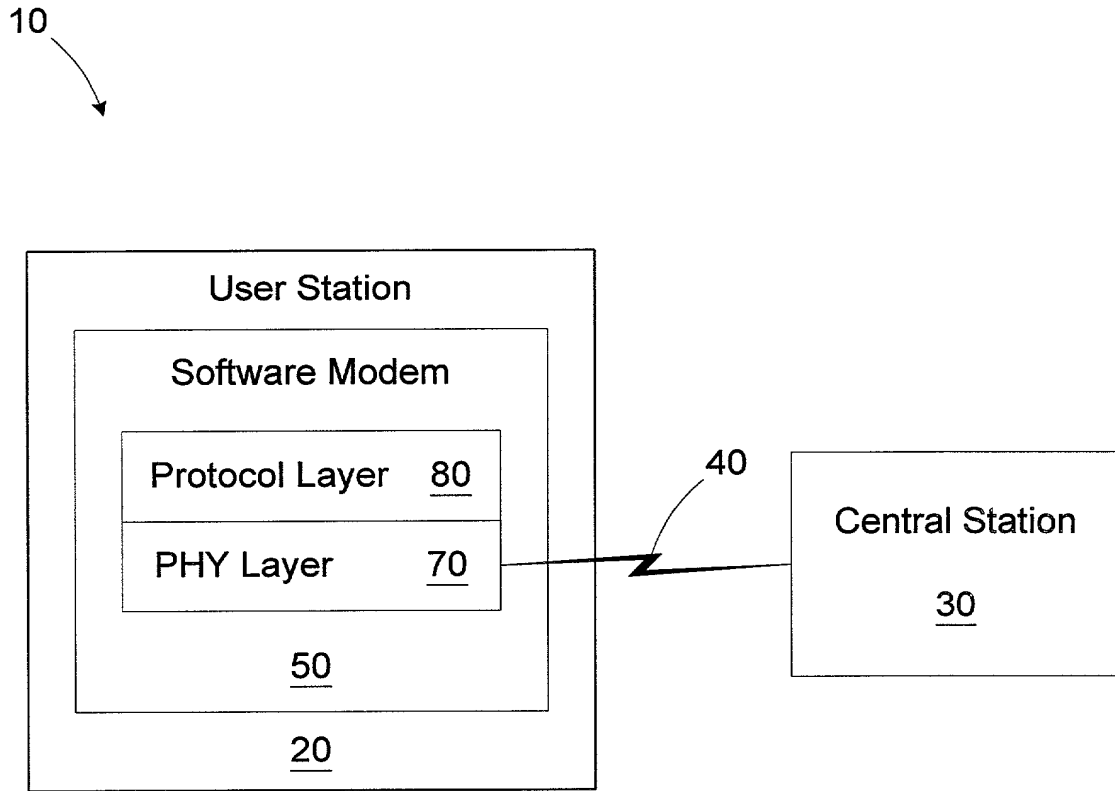 10
User Station
Software Modem
Protocol Layer 80
PHY Layer 70
50
20
40
Central Station
30